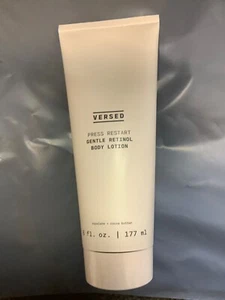 VERSED
PRESS RESTART
GENTLE RETINOL
BODY LOTION
fl. oz. | 177 ml